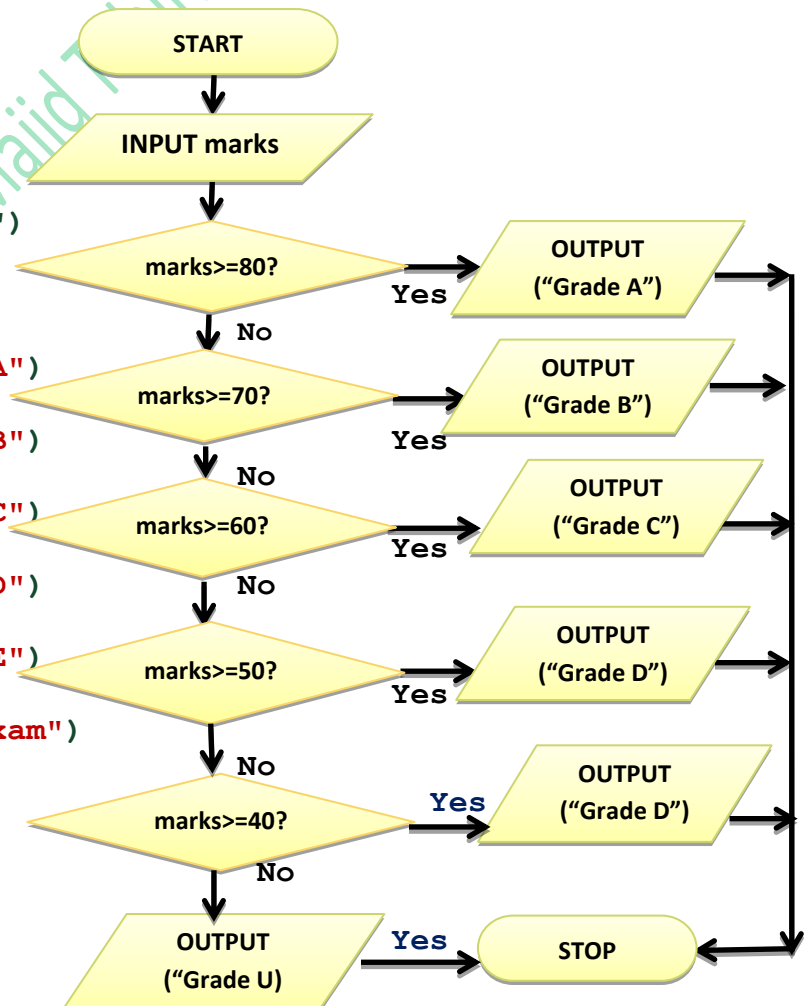 START
INPUT marks
")
marks>=80?
Yes
OUTPUT
(“Grade A”)
No
A")
marks>=70?
Yes
OUTPUT
(“Grade B”)
B")
No
C")
marks>=60?
Yes
OUTPUT
(“Grade C”)
No
D")
marks>=50?
Yes
OUTPUT
(“Grade D”)
E")
xam")
No
marks>=40?
Yes
OUTPUT
(“Grade D”)
No
OUTPUT
(“Grade U)
Yes
STOP